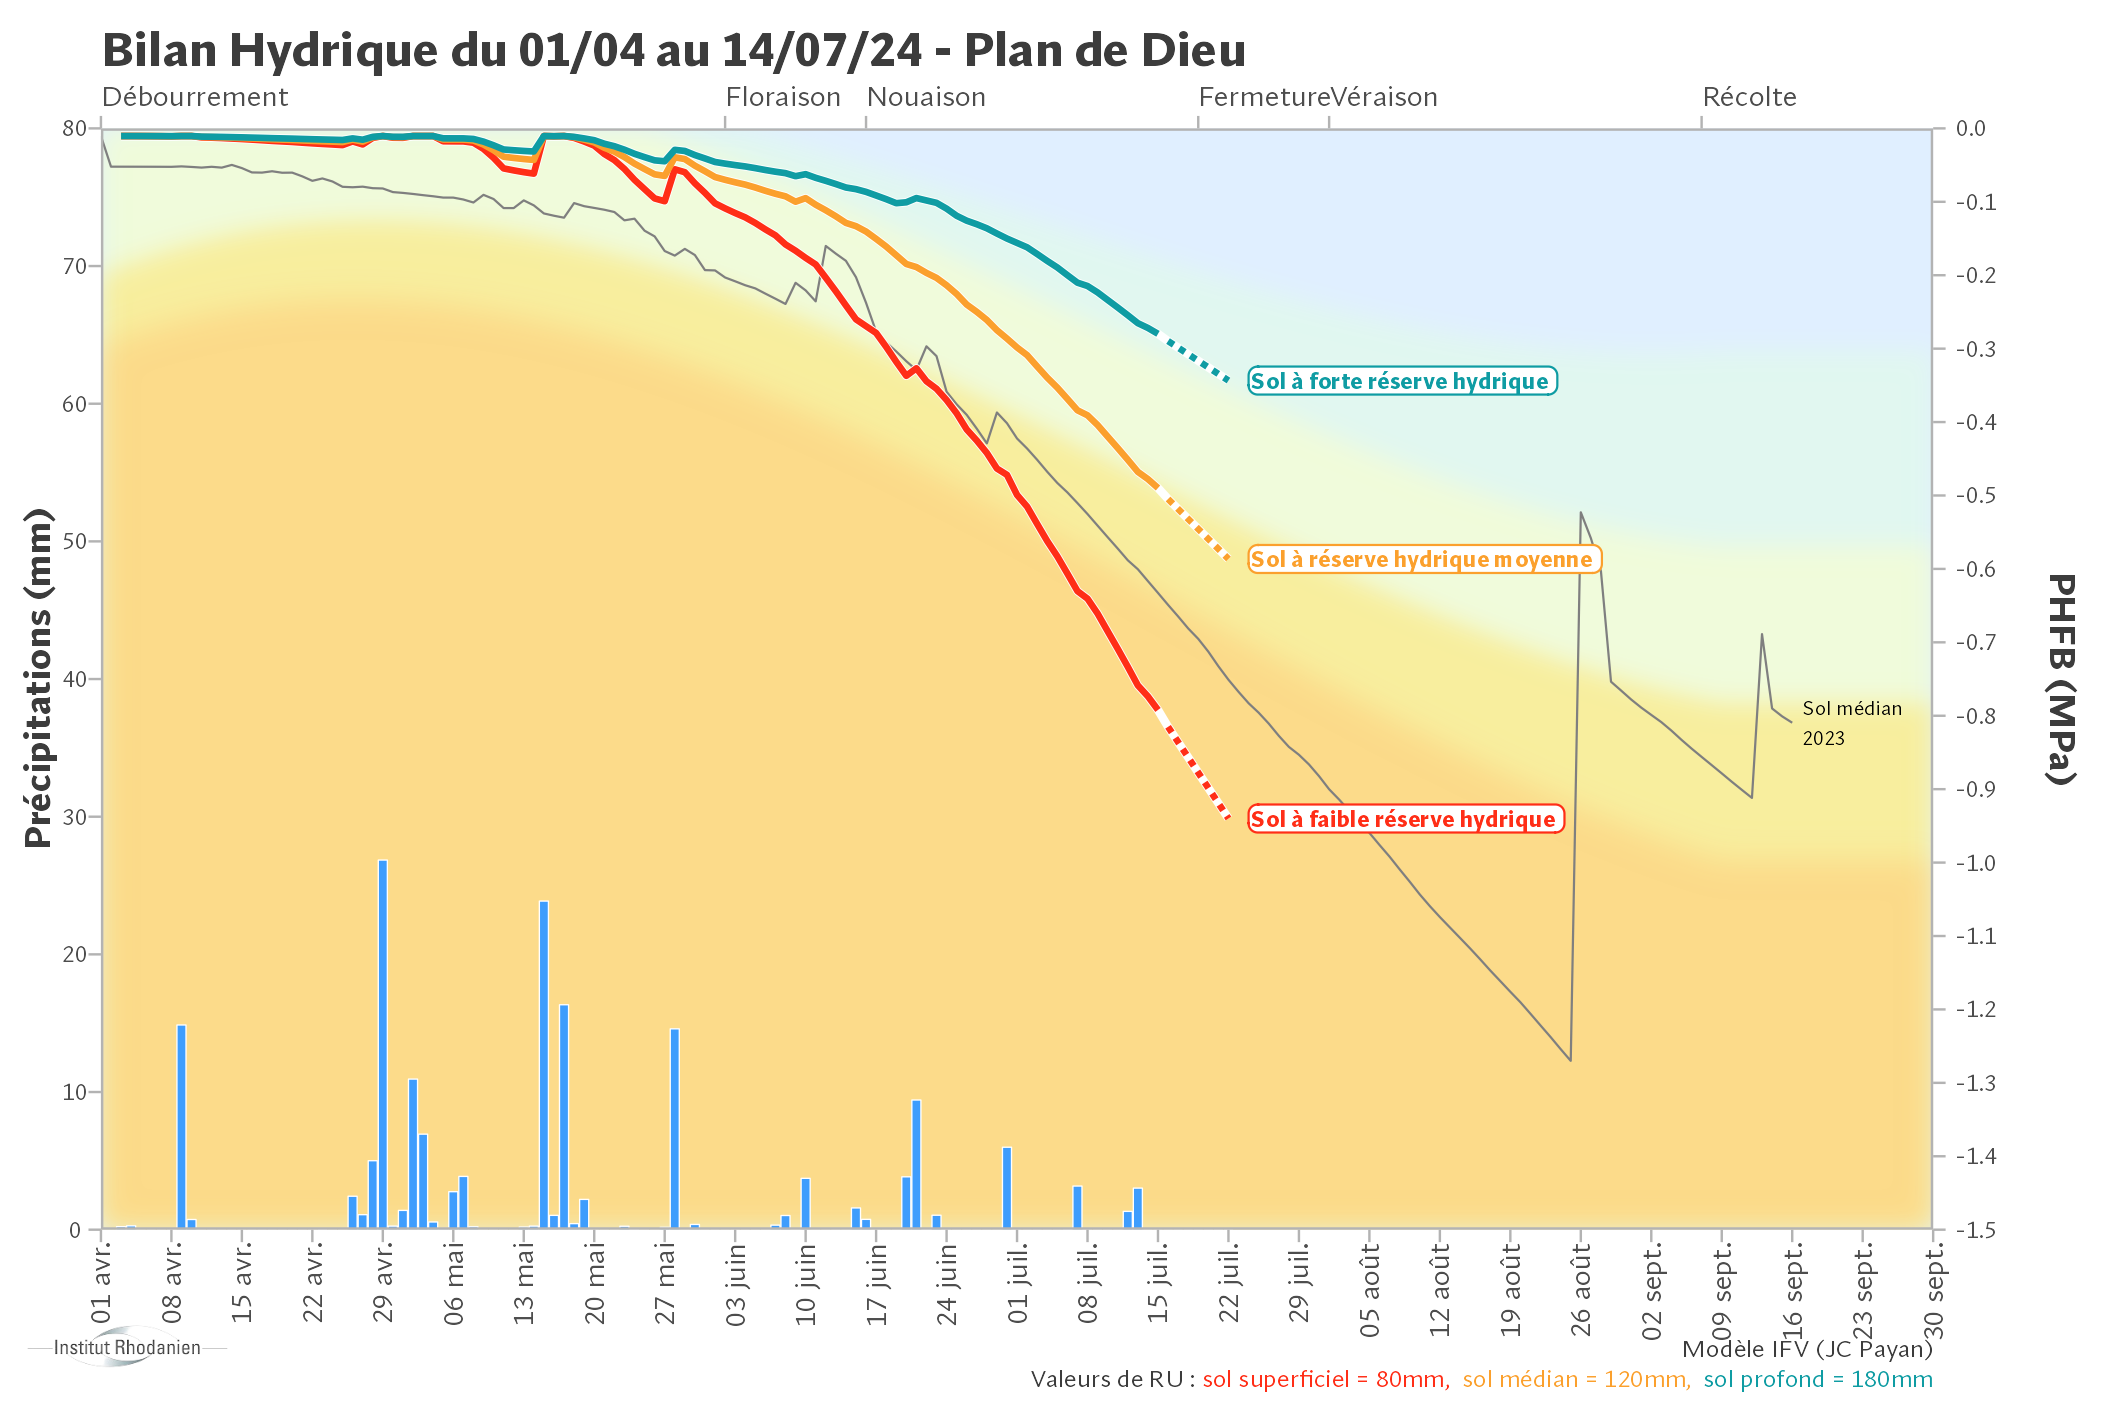 Bilan Hydrique du 01/04 au 14/07/24 - Plan de Dieu
Débourrement Floraison Nouaison Fermeture Véraison Récolte
Précipitations (mm)
80
70
60
50
40
30
20
10
0
0.0
-0.1
-0.2
-0.3
-0.4
-0.5
-0.6
-0.7
-0.8
-0.9
-1.0
-1.1
-1.2
-1.3
-1.4
-1.5
PHFB (MPa)
Sol à forte réserve hydrique
Sol à réserve hydrique moyenne
Sol à faible réserve hydrique
Sol médian
2023
01 avr.
08 avr.
15 avr.
22 avr.
29 avr.
06 mai
13 mai
20 mai
27 mai
03 juin
10 juin
17 juin
24 juin
01 juil.
08 juil.
15 juil.
22 juil.
29 juil.
05 août
12 août
19 août
26 août
02 sept.
09 sept.
16 sept.
23 sept.
30 sept.
Institut Rhodanien
Modèle IFV (JC Payan)
Valeurs de RU : sol superficiel = 80mm, sol médian = 120mm, sol profond = 180mm